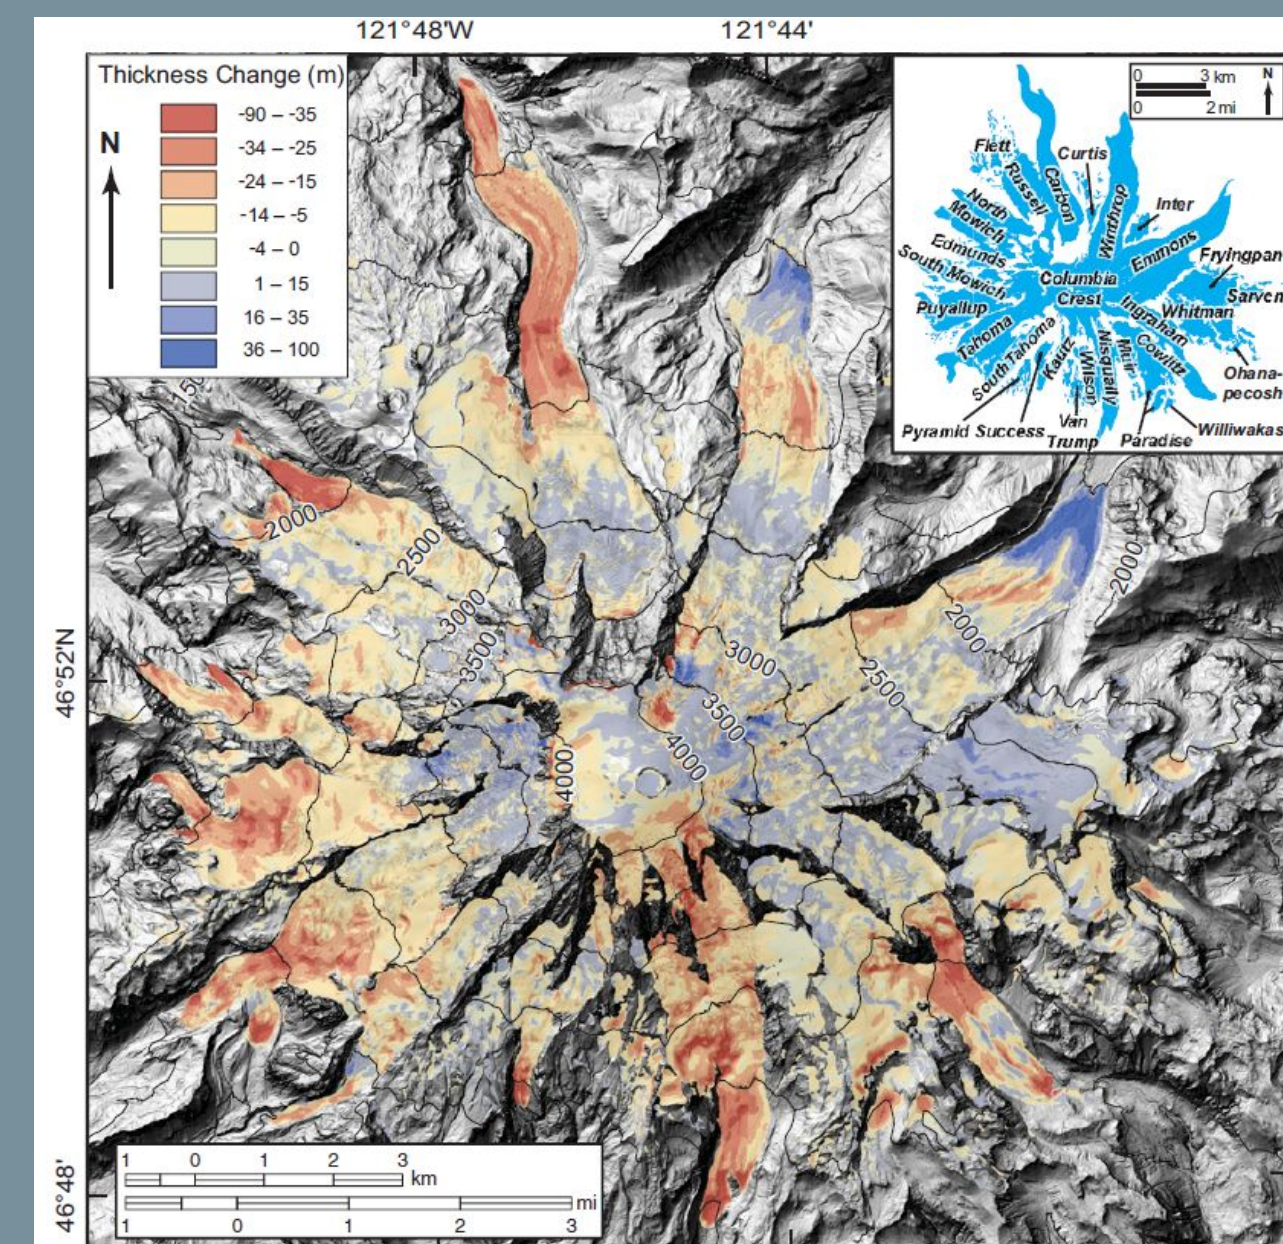 121°48'W
121°44'
Thickness Change (m)
-90 – -35
-34 – -25
-24 – -15
-14 – -5
-4 – 0
1 – 15
16 – 35
36 – 100
N
0 3 km
0 2 mi
N
Flett
Curtis
Russell
Carbon
Winthrop
Inter
North
Mowich
Emmons
Edmunds
Fryingpan
South Mowich
Columbia
Crest
Sarven
Puyallup
Ingraham
Whitman
Tahoma
South Tahoma
Kautz
Wilson
Nisqually
Muir
Cowlitz
Ohana-
pecosh
Pyramid
Success
Van
Trump
Paradise
Williwakas
2000
2500
3000
3500
4000
4000
3500
3000
2500
2000
2000
46°52'N
46°48'
1 0 1 2 3
km
mi
1 0 1 2 3